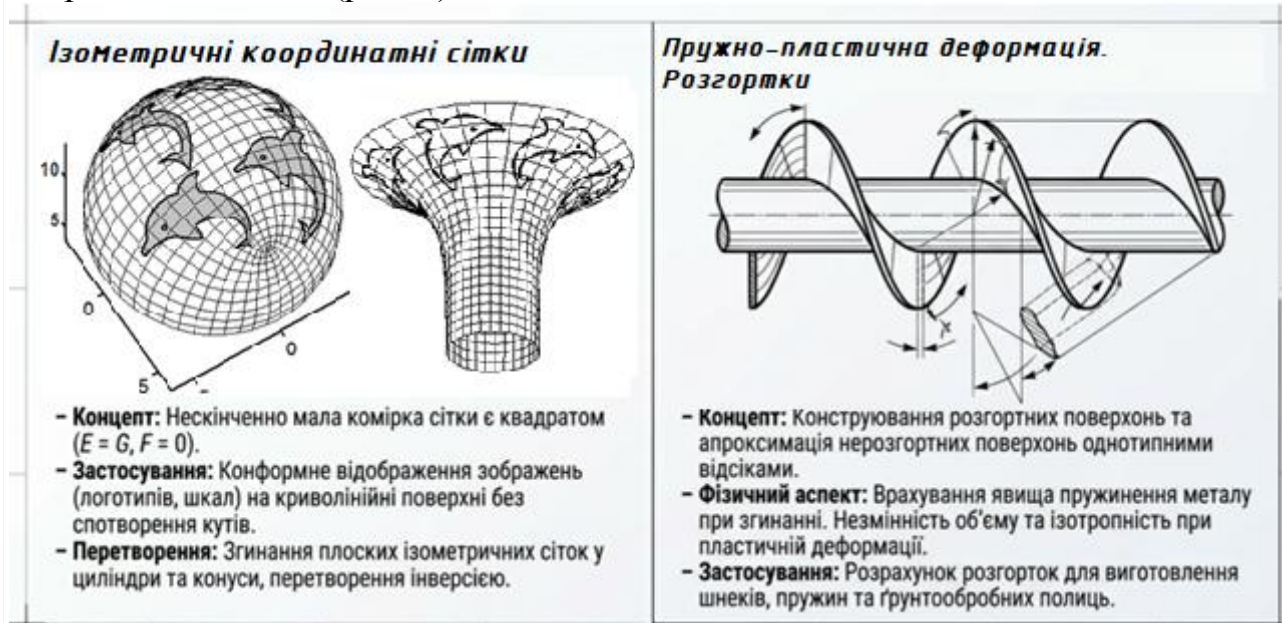 Ізометричні координатні сітки
10
5
0
0
5
– Концепт: Нескінченно мала комірка сітки є квадратом
(E = G, F = 0).
– Застосування: Конформне відображення зображень
(логотипів, шкал) на криволінійні поверхні без
спотворення кутів.
– Перетворення: Згинання плоских ізометричних сіток у
циліндри та конуси, перетворення інверсією.
Пружно-пластична деформація.
Розгортки
– Концепт: Конструювання розгортних поверхонь та
апроксимація нерозгортних поверхонь однотипними
відсіками.
– Фізичний аспект: Врахування явища пружинення металу
при згинанні. Незмінність об’єму та ізотропність при
пластичній деформації.
– Застосування: Розрахунок розгорток для виготовлення
шнеків, пружин та ґрунтообробних полиць.